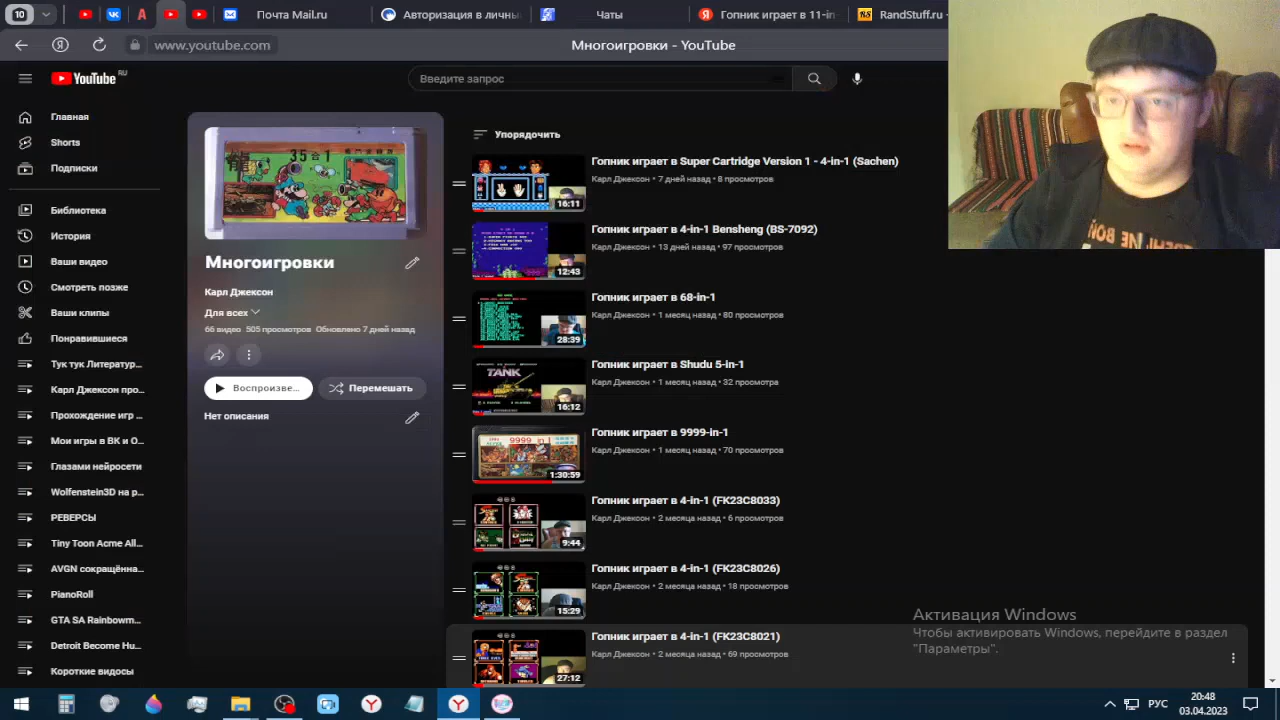 10
Почта Mail.ru
Авторизация в личны
Чаты
Гопник играет в 11-in
RandStuff.ru -
www.youtube.com
Многоигровки - YouTube
YouTube RU
Введите запрос
Главная
Shorts
Подписки
Библиотека
История
Ваши видео
Смотреть позже
Ваши клипы
Понравившиеся
Тук тук Литератур...
Карл Джексон про...
Прохождение игр ...
Мои игры в ВК и О...
Глазами нейросети
Wolfenstein3D на р...
РЕВЕРСЫ
Tiny Toon Acme All...
AVGN сокращённа...
PianoRoll
GTA SA Rainbowm...
Detroit Become Hu...
Короткие видосы
35合1
Многоигровки
Карл Джексон
Для всех
66 видео 505 просмотров Обновлено 7 дней назад
Воспроизве...
Перемешать
Нет описания
Упорядочить
16:11
Гопник играет в Super Cartridge Version 1 - 4-in-1 (Sachen)
Карл Джексон • 7 дней назад • 8 просмотров
12:43
Гопник играет в 4-in-1 Bensheng (BS-7092)
Карл Джексон • 13 дней назад • 97 просмотров
28:39
Гопник играет в 68-in-1
Карл Джексон • 1 месяц назад • 80 просмотров
TANK
16:12
Гопник играет в Shudu 5-in-1
Карл Джексон • 1 месяц назад • 32 просмотра
9999 in 1
1:30:59
Гопник играет в 9999-in-1
Карл Джексон • 1 месяц назад • 70 просмотров
9:44
Гопник играет в 4-in-1 (FK23C8033)
Карл Джексон • 2 месяца назад • 6 просмотров
15:29
Гопник играет в 4-in-1 (FK23C8026)
Карл Джексон • 2 месяца назад • 18 просмотров
27:12
Гопник играет в 4-in-1 (FK23C8021)
Карл Джексон • 2 месяца назад • 69 просмотров
Активация Windows
Чтобы активировать Windows, перейдите в раздел
"Параметры".
РУС
20:48
03.04.2023